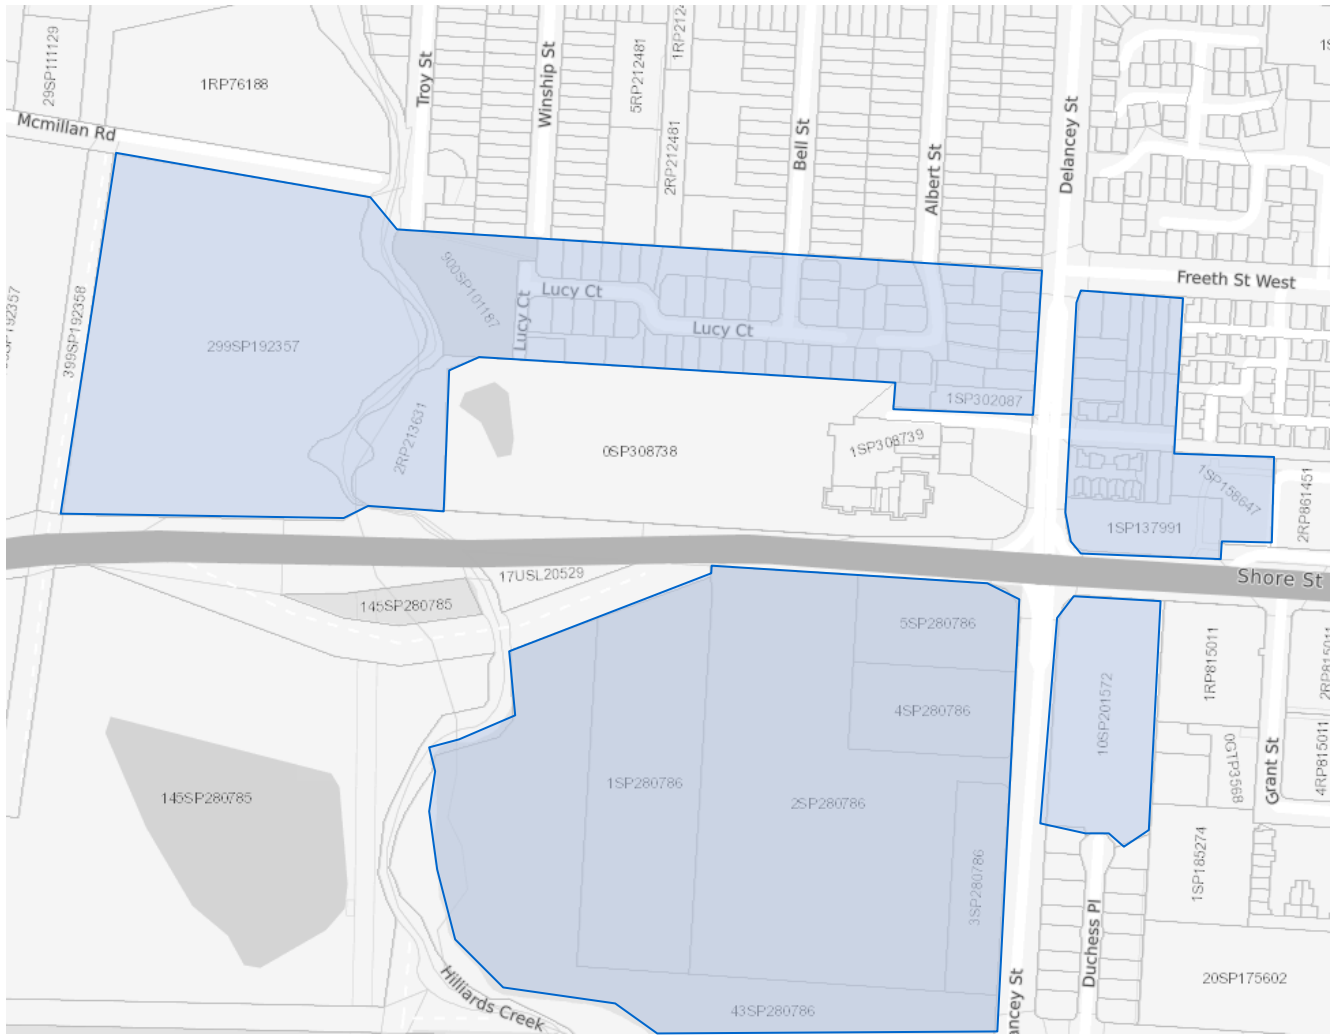 29SP111129
1RP76188
Troy St
Winship St
5RP212481
2RP212481
Bell St
Albert St
Delancey St
Mcmillan Rd
Freeth St West
399SP192358
299SP192357
900SP101187
Lucy Ct
Lucy Ct
Lucy Ct
1SP302087
2RP213631
0SP308738
1SP308739
1SP156647
1SP137991
2RP861451
Shore St
17USL20529
145SP280785
5SP280786
4SP280786
10SP201572
1RP815011
0GTP3568
Grant St
4RP815011
145SP280785
1SP280786
2SP280786
3SP280786
1SP185274
Duchess Pl
20SP175602
43SP280786
Hilliards Creek
ancey St